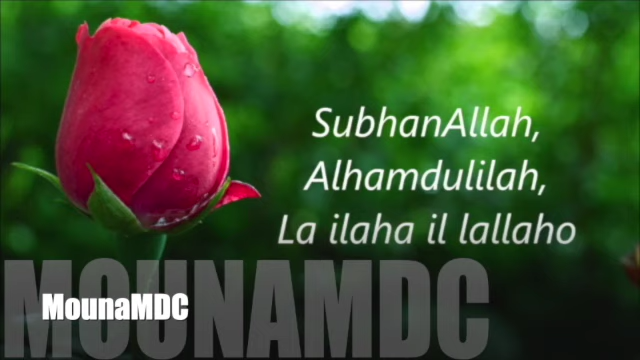 SubhanAllah,
Alhamdulilah,
La ilaha il lallaho
MOUNAMDC
MounaMDC